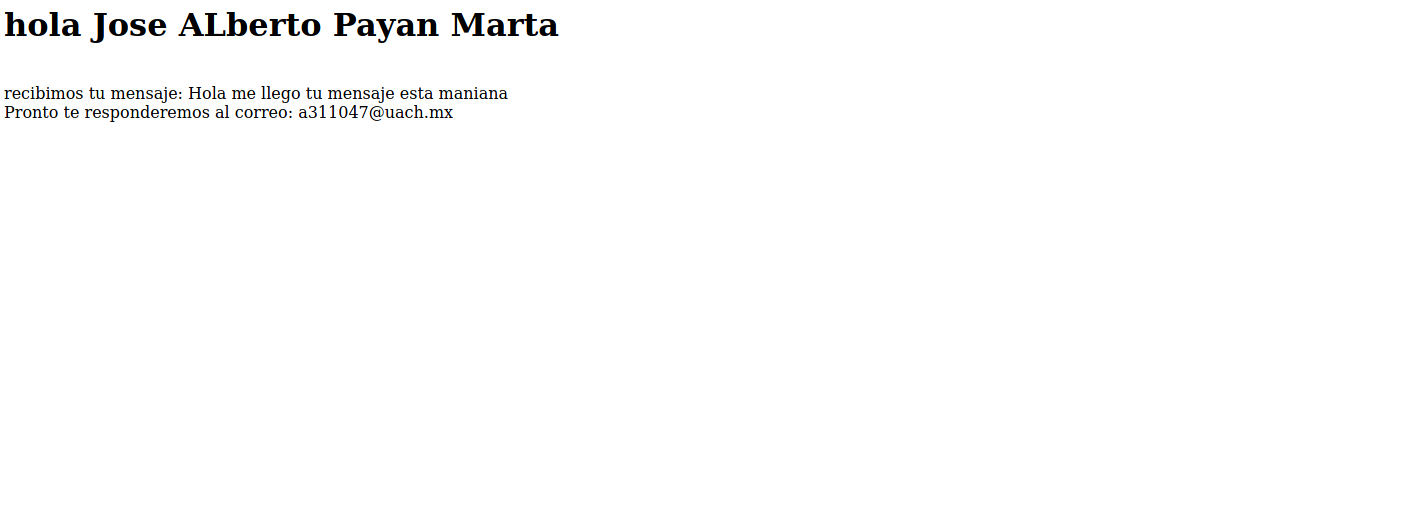 hola Jose ALberto Payan Marta
recibimos tu mensaje: Hola me llego tu mensaje esta maniana
Pronto te responderemos al correo: a311047@uach.mx